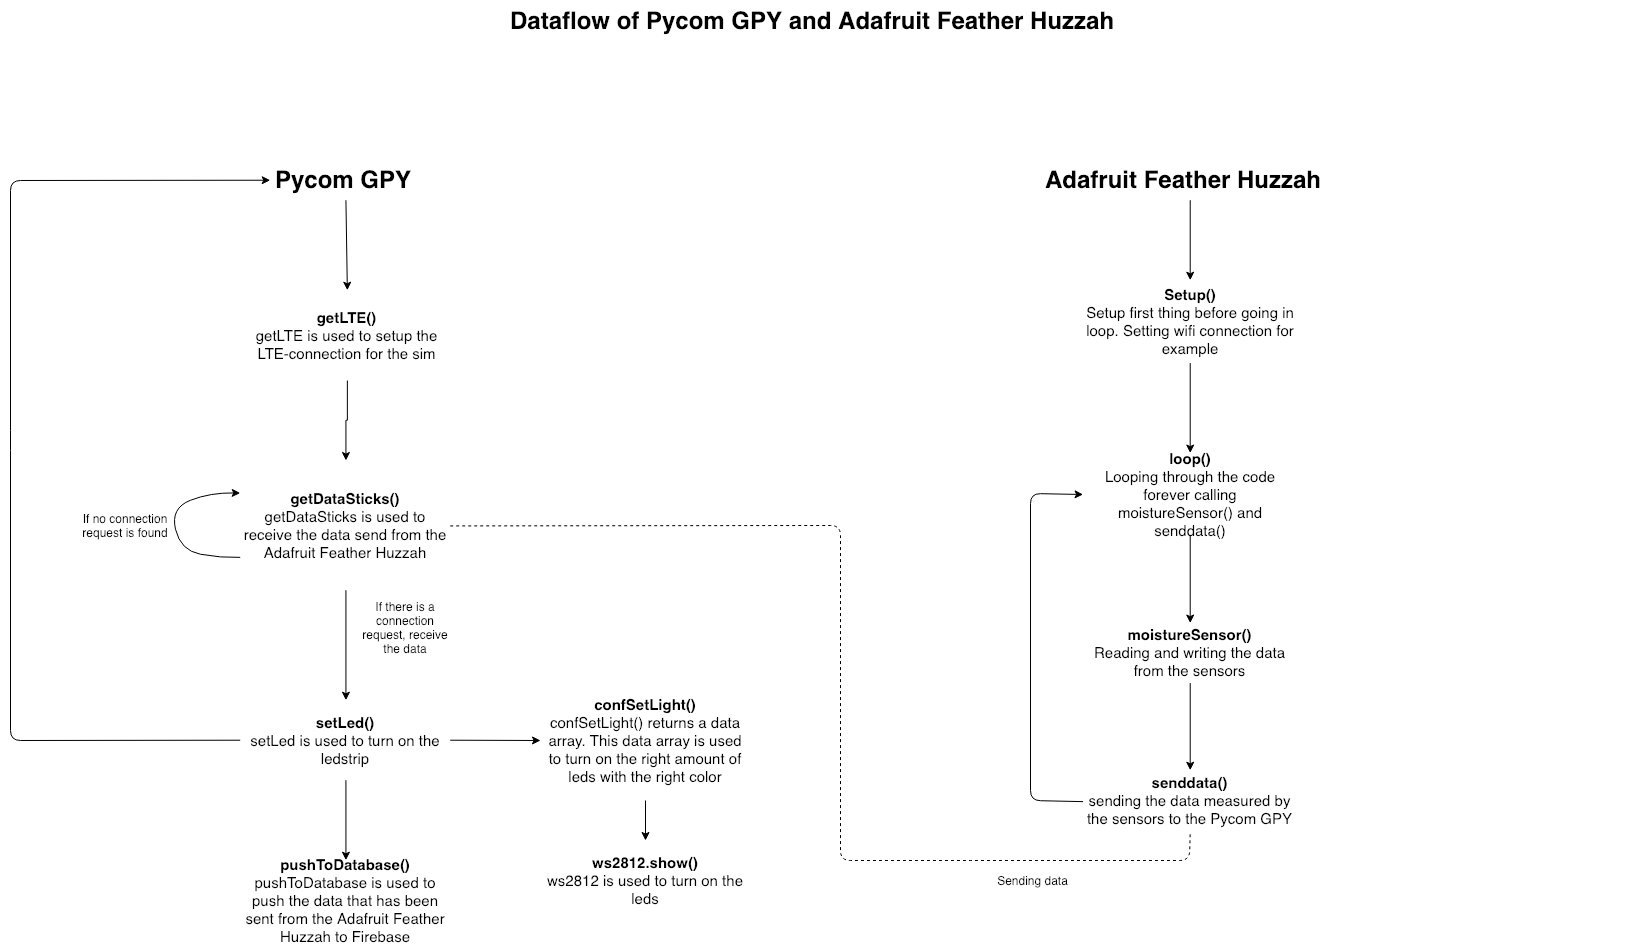 Dataflow of Pycom GPY and Adafruit Feather Huzzah
Pycom GPY
Adafruit Feather Huzzah
getLTE()
getLTE is used to setup the
LTE-connection for the sim
Setup()
Setup first thing before going in
loop. Setting wifi connection for
example
If no connection
request is found
getDataSticks()
getDataSticks is used to
receive the data send from the
Adafruit Feather Huzzah
loop()
Looping through the code
forever calling
moistureSensor() and
senddata()
If there is a
connection
request, receive
the data
moistureSensor()
Reading and writing the data
from the sensors
setLed()
setLed is used to turn on the
ledstrip
confSetLight()
confSetLight() returns a data
array. This data array is used
to turn on the right amount of
leds with the right color
senddata()
sending the data measured by
the sensors to the Pycom GPY
pushToDatabase()
pushToDatabase is used to
push the data that has been
sent from the Adafruit Feather
Huzzah to Firebase
ws2812.show()
ws2812 is used to turn on the
leds
Sending data